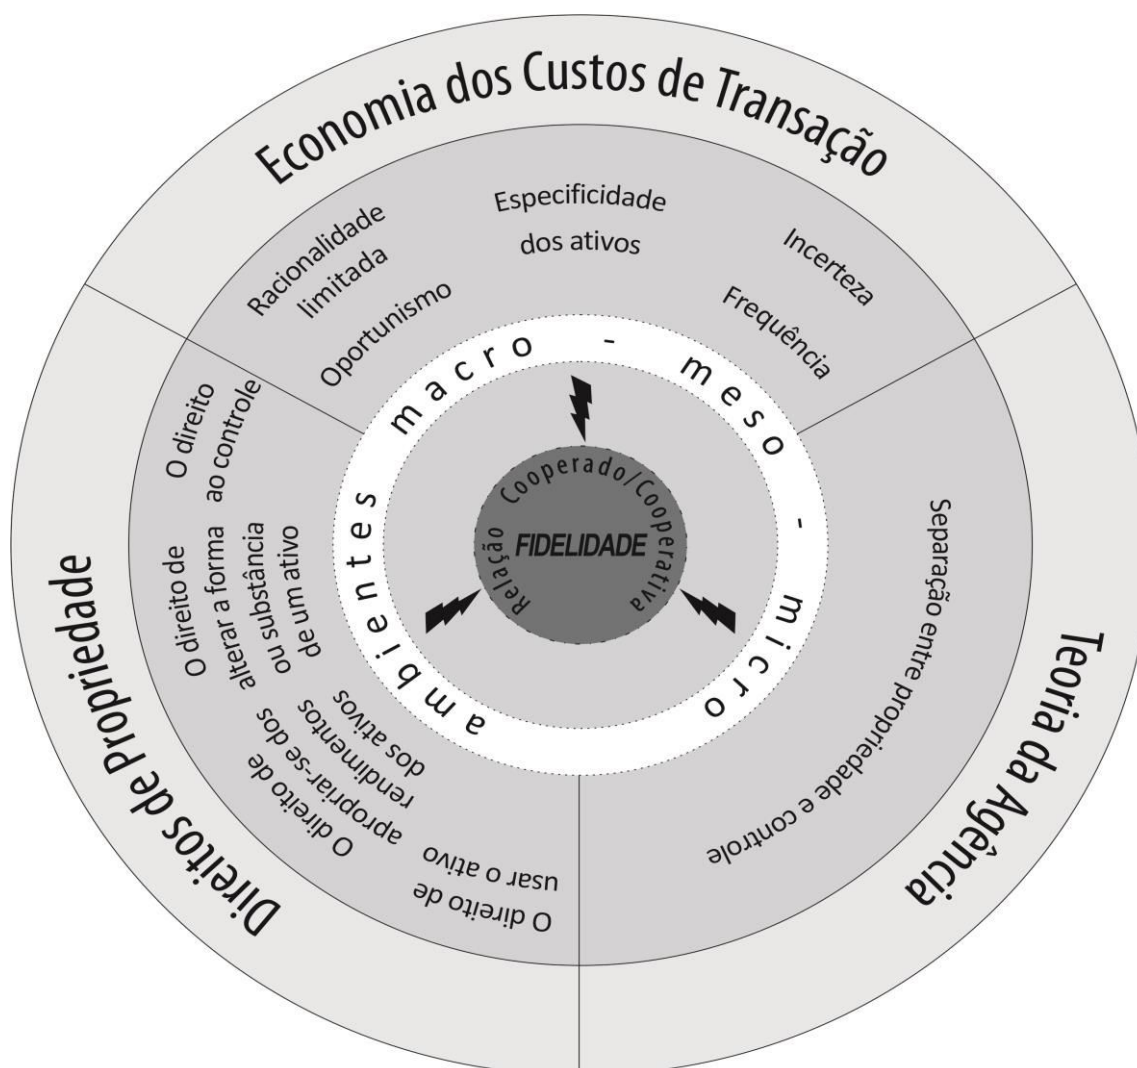 Economia dos Custos de Transação
Racionalidade
limitada
Oportunismo
Especificidade
dos ativos
Incerteza
Frequência
Teoria da Agência
Separação entre propriedade e controle
Direitos de Propriedade
O direito
ao controle
O direito de
alterar a forma
ou substância
de um ativo
O direito de
apropriar-se dos
rendimentos
dos ativos
O direito de
usar o ativo
ambientes macro - meso - micro
Relação Cooperado/Cooperativa
FIDELIDADE